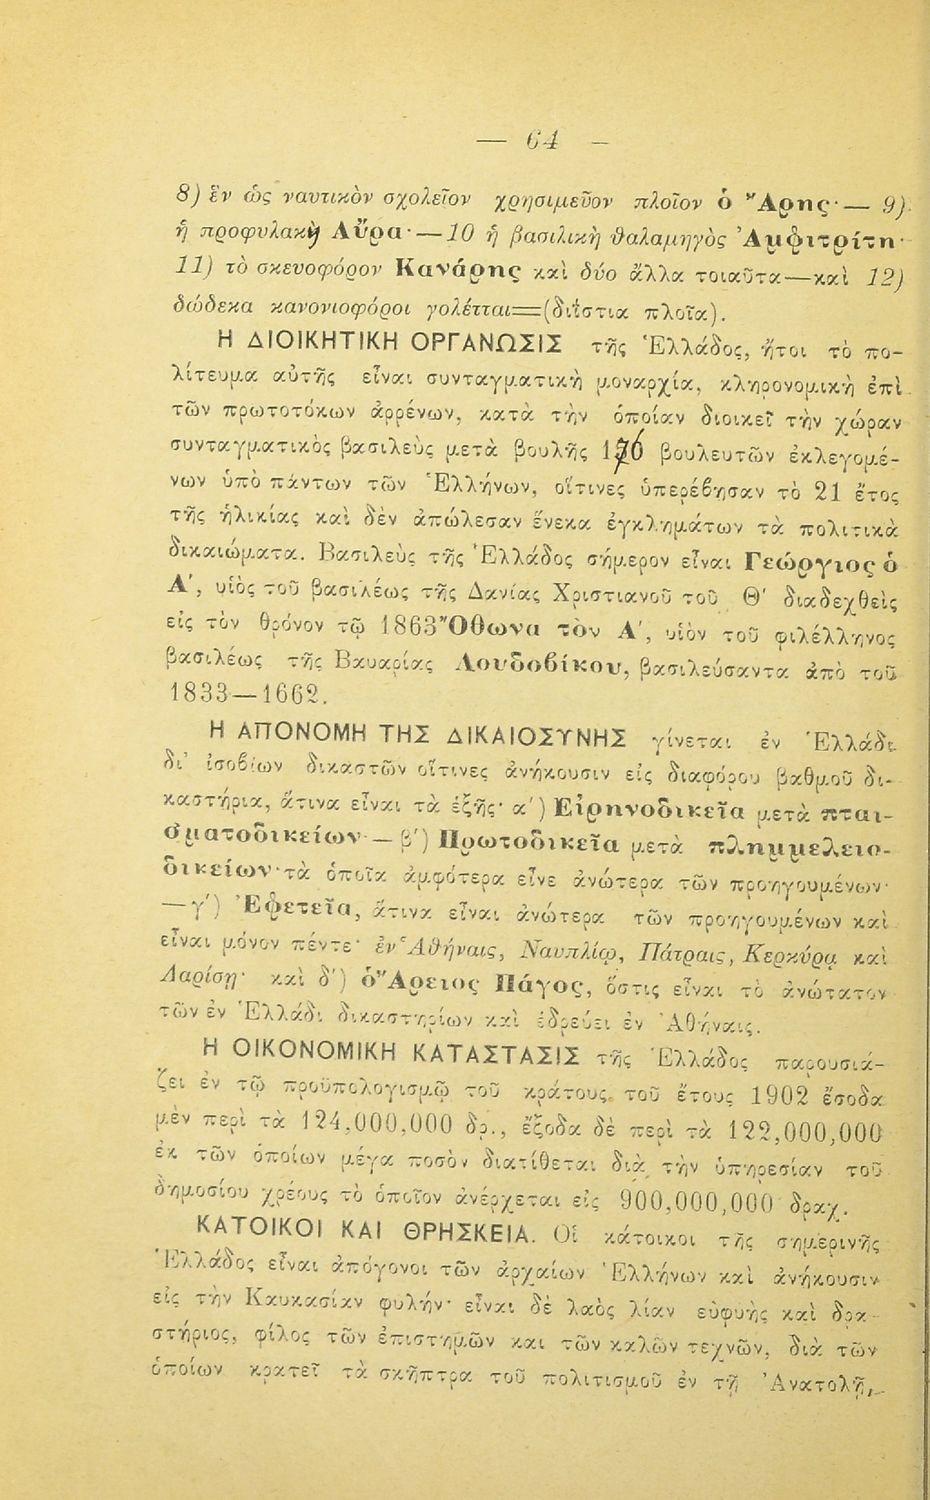 — 64 –
8) ἓν ὡς ναυτικὸν σχολεῖον χρησιμεῦον πλοῖον ὁ Ἄρης·— 9)
ἡ προφυλακὴ Αὔρα·—10 ἡ βασιλικὴ θαλαμηγὸς Ἀμφιτρίτη·
11) τὸ σκευοφόρον Κανάρης καὶ δύο ἄλλα τοιαῦτα—καὶ 12)
δώδεκα κανονιοφόροι γολέτται=(διΐστια πλοῖα).
Η ΔΙΟΙΚΗΤΙΚΗ ΟΡΓΑΝΩΣΙΣ τῆς Ἑλλάδος, ἤτοι τὸ πο-
λίτευμα αὐτῆς εἶναι συνταγματικὴ μοναρχία, κληρονομικὴ ἐπὶ
τῶν πρωτοτόκων ἀρρένων, κατὰ τὴν ὁποίαν διοικεῖ τὴν χώραν
συνταγματικὸς βασιλεὺς μετὰ βουλῆς βουλευτῶν ἐκλεγομέ-
νων ὑπὸ πάντων τῶν Ἑλλήνων, οἵτινες ὑπερέβησαν τὸ 21 ἔτος
τῆς ἡλικίας καὶ δὲν ἀπώλεσαν ἕνεκα ἐγκλημάτων τὰ πολιτικὰ
δικαιώματα. Βασιλεὺς τῆς Ἑλλάδος σήμερον εἶναι Γεώργιος ὁ
Α΄, υἱὸς τοῦ βασιλέως τῆς Δανίας Χριστιανοῦ τοῦ Θ΄ διαδεχθεὶς
εἰς τὸν θρόνον τῷ 1863 Ὄθωνα τὸν Α΄, υἱὸν τοῦ φιλέλληνος
βασιλέως τῆς Βαυαρίας Λουδοβίκου, βασιλεύσαντα ἀπὸ τοῦ
1833—1662.
Η ΑΠΟΝΟΜΗ ΤΗΣ ΔΙΚΑΙΟΣΥΝΗΣ γίνεται ἐν Ἑλλάδι
δι᾽ ἰσοβίων δικαστῶν οἵτινες ἀνήκουσιν εἰς διαφόρου βαθμοῦ δι-
καστήρια, ἅτινα εἶναι τὰ ἑξῆς· α΄) Εἰρηνοδικεῖα μετὰ πται-
σματοδικείων — β΄) Πρωτοδικεῖα μετὰ πλημμελειο-
δικείων·τὰ ὁποῖα ἀμφότερα εἶνε ἀνώτερα τῶν προηγουμένων·
—γ΄) Ἐφετεῖα, ἅτινα εἶναι ἀνώτερα τῶν προηγουμένων καὶ
εἶναι μόνον πέντε· ἐν Ἀθήναις, Ναυπλίῳ, Πάτραις, Κερκύρᾳ καὶ
Λαρίσῃ· καὶ δ΄) ὁ Ἄρειος Πάγος, ὅστις εἶναι τὸ ἀνώτατον
τῶν ἐν Ἑλλάδι δικαστηρίων καὶ ἑδρεύει ἐν Ἀθήναις.
Η ΟΙΚΟΝΟΜΙΚΗ ΚΑΤΑΣΤΑΣΙΣ τῆς Ἑλλάδος παρουσιά-
ζει ἐν τῷ προϋπολογισμῷ τοῦ κράτους τοῦ ἔτους 1902 ἔσοδα
μὲν περὶ τὰ 124,000,000 δρ., ἔξοδα δὲ περὶ τὰ 122,000,000
ἐκ τῶν ὁποίων μέγα ποσὸν διατίθεται διὰ τὴν ὑπηρεσίαν τοῦ
δημοσίου χρέους τὸ ὁποῖον ἀνέρχεται εἰς 900,000,000 δραχ.
ΚΑΤΟΙΚΟΙ ΚΑΙ ΘΡΗΣΚΕΙΑ. Οἱ κάτοικοι τῆς σημερινῆς
Ἑλλάδος εἶναι ἀπόγονοι τῶν ἀρχαίων Ἑλλήνων καὶ ἀνήκουσιν
εἰς τὴν Καυκασίαν φυλήν· εἶναι δὲ λαὸς λίαν εὐφυὴς καὶ δρα-
στήριος, φίλος τῶν ἐπιστημῶν και τῶν καλῶν τεχνῶν, διὰ τῶν
ὁποίων κρατεῖ τὰ σκῆπτρα τοῦ πολιτισμοῦ ἐν τῇ Ἀνατολῇ,